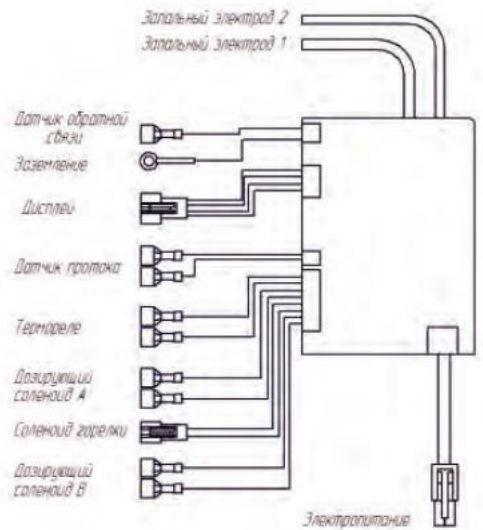 Запальный электрод 2
Запальный электрод 1
Датчик обратной
связи
Заземление
Дисплей
Датчик протока
Термореле
Дозирующий
соленоид А
Соленоид горелки
Дозирующий
соленоид В
Электропитание